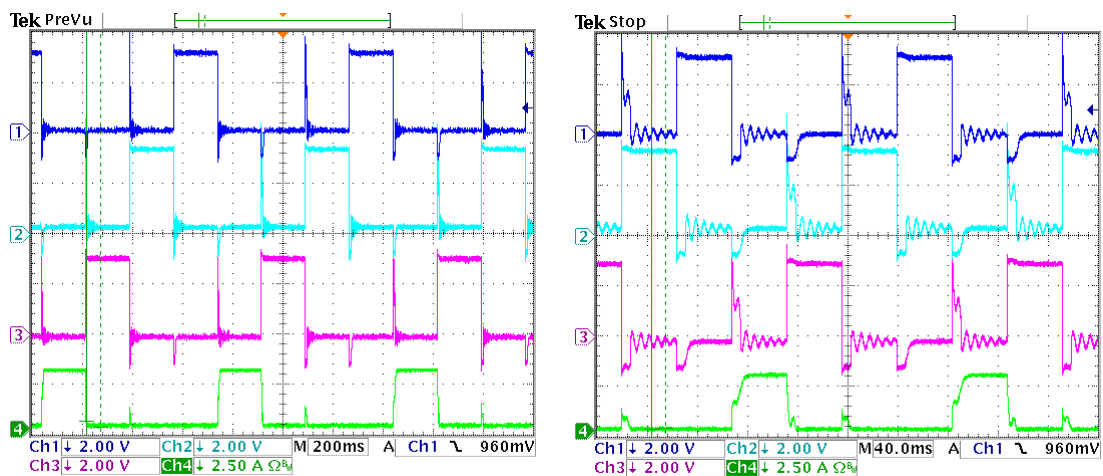 Tek PreVu
1
2
3
4
Ch1 ↓ 2.00 V Ch2 ↓ 2.00 V M 200ms A Ch1 ↘ 960mV
Ch3 ↓ 2.00 V Ch4 ↓ 2.50 A Ω
Tek Stop
1
2
3
4
Ch1 ↓ 2.00 V Ch2 ↓ 2.00 V M 40.0ms A Ch1 ↘ 960mV
Ch3 ↓ 2.00 V Ch4 ↓ 2.50 A Ω